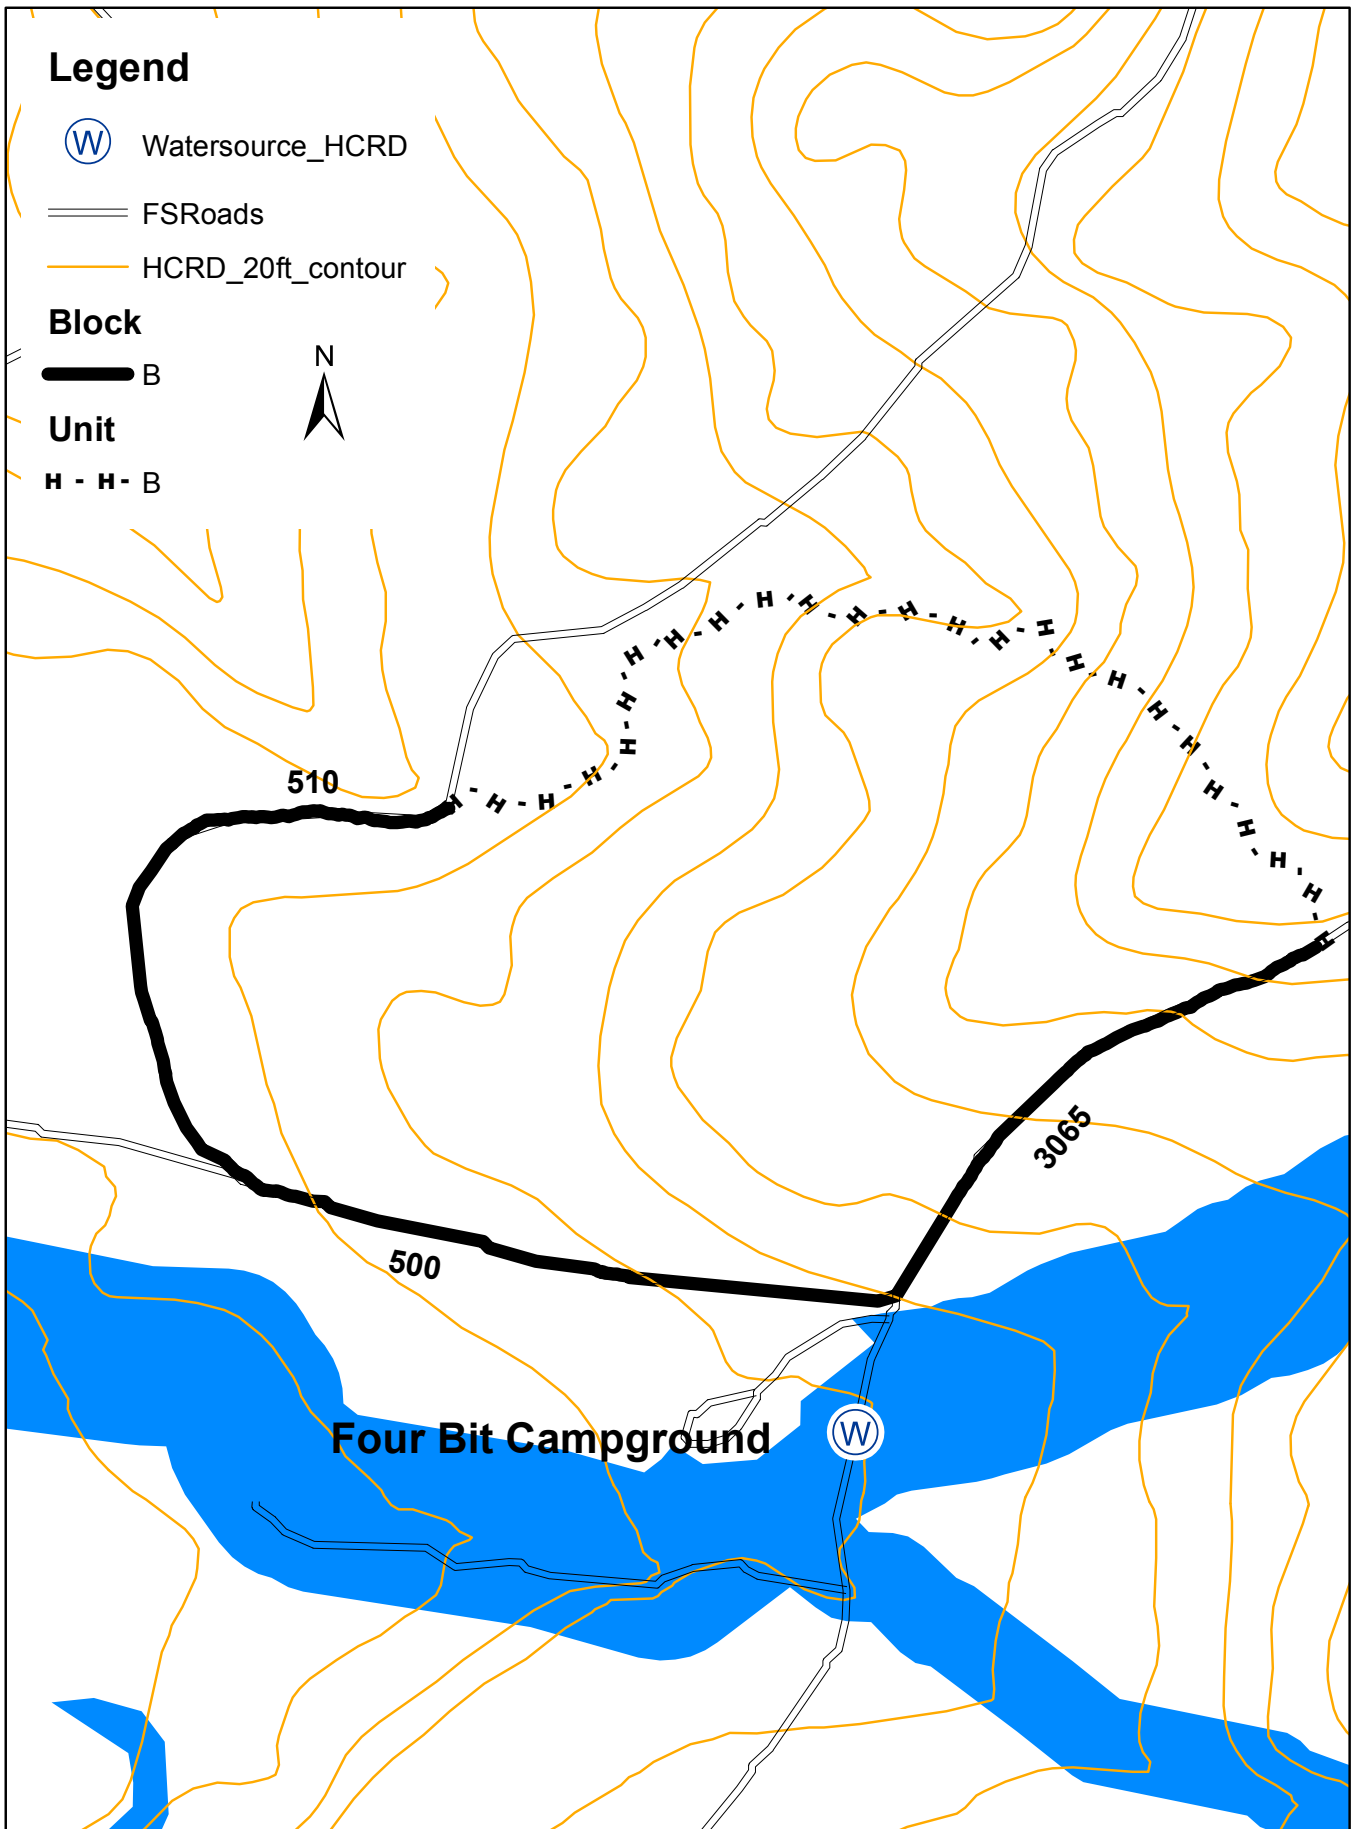 Legend
W Watersource_HCRD
FSRoads
HCRD_20ft_contour
Block
B
N
Unit
H - H - B
510
500
3065
Four Bit Campground
W